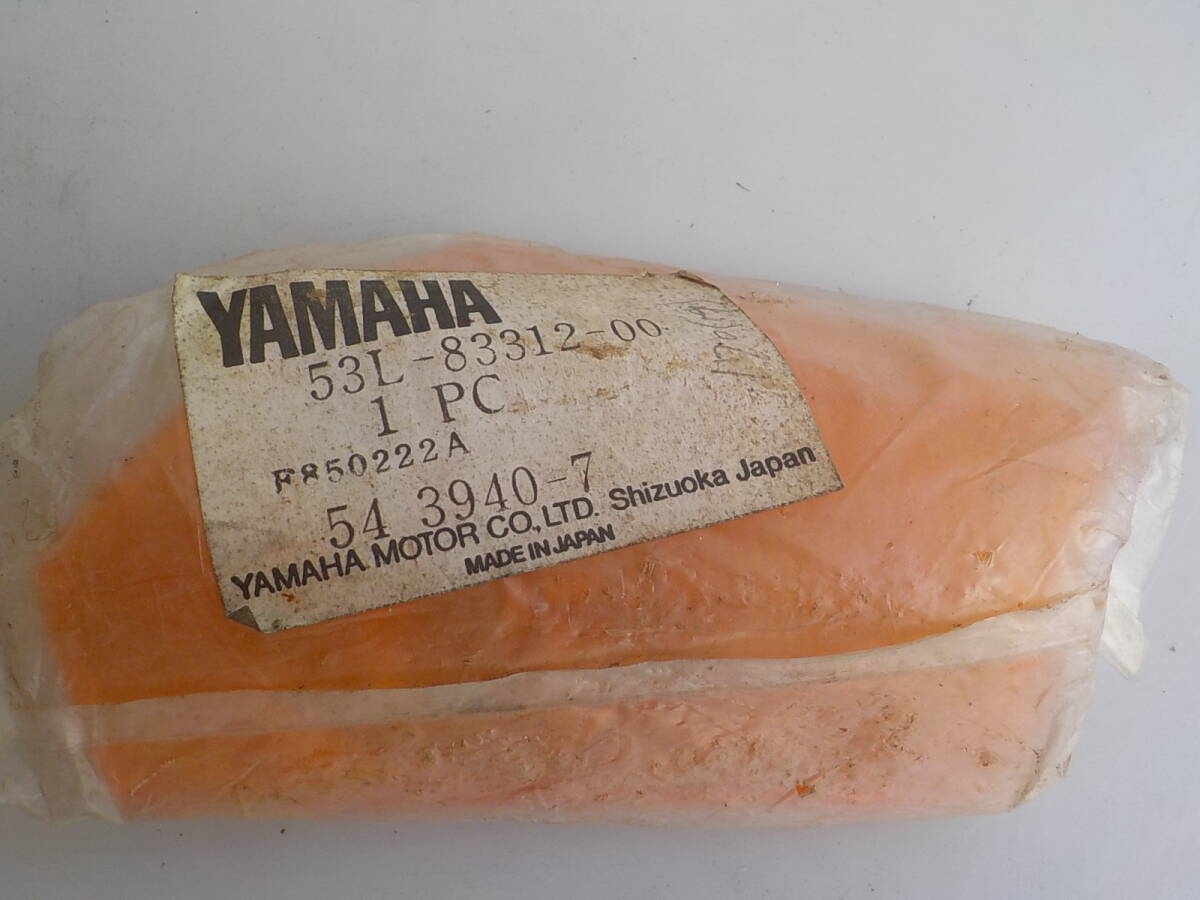 YAMAHA
53L-83312-00
1 PC
F850222A
54 3940-7
YAMAHA MOTOR CO., LTD. Shizuoka Japan
MADE IN JAPAN